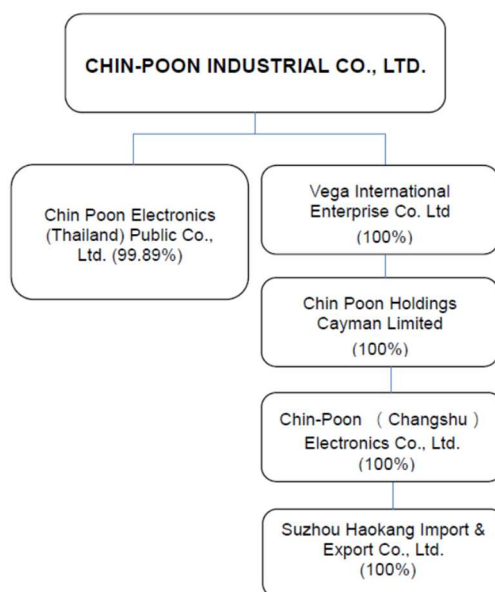 CHIN-POON INDUSTRIAL CO., LTD.
Chin Poon Electronics
(Thailand) Public Co.,
Ltd. (99.89%)
Vega International
Enterprise Co. Ltd
(100%)
Chin Poon Holdings
Cayman Limited
(100%)
Chin-Poon （Changshu）
Electronics Co., Ltd.
(100%)
Suzhou Haokang Import &
Export Co., Ltd.
(100%)